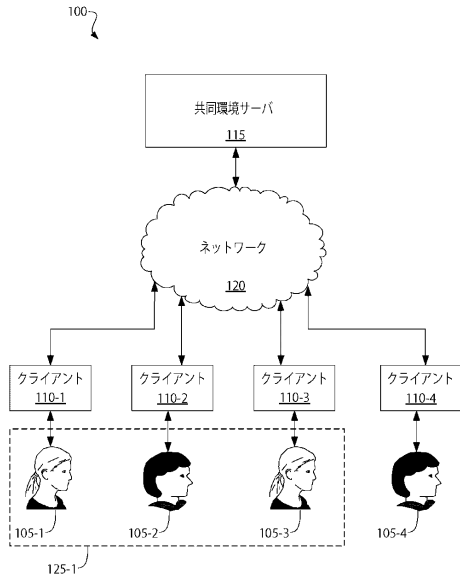 100
共同環境サーバ
115
ネットワーク
120
クライアント
110-1
クライアント
110-2
クライアント
110-3
クライアント
110-4
105-1
105-2
105-3
105-4
125-1